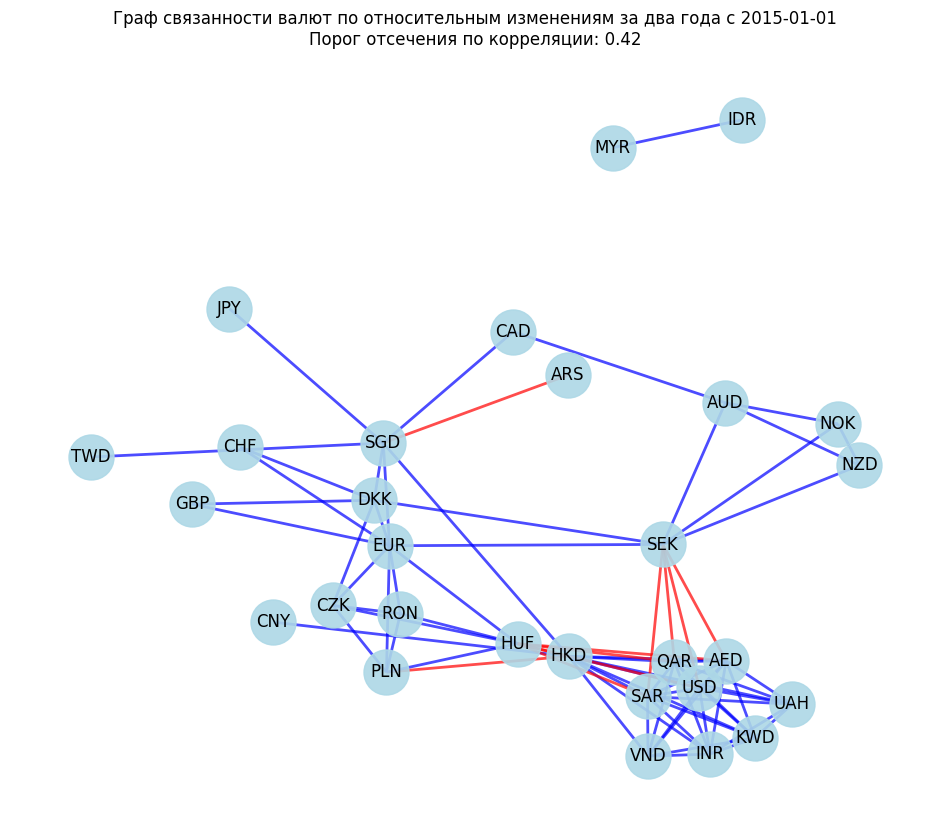 Граф связанности валют по относительным изменениям за два года с 2015-01-01
Порог отсечения по корреляции: 0.42
IDR
MYR
JPY
CAD
ARS
AUD
NOK
SGD
CHF
TWD
NZD
DKK
GBP
SEK
EUR
CZK
RON
CNY
HUF
HKD
QAR
AED
PLN
USD
SAR
UAH
KWD
INR
VND